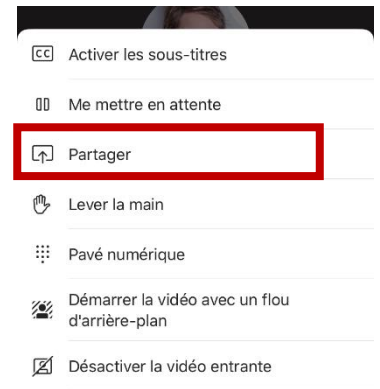 CC Activer les sous-titres
Me mettre en attente
Partager
Lever la main
Pavé numérique
Démarrer la vidéo avec un flou
d'arrière-plan
Désactiver la vidéo entrante